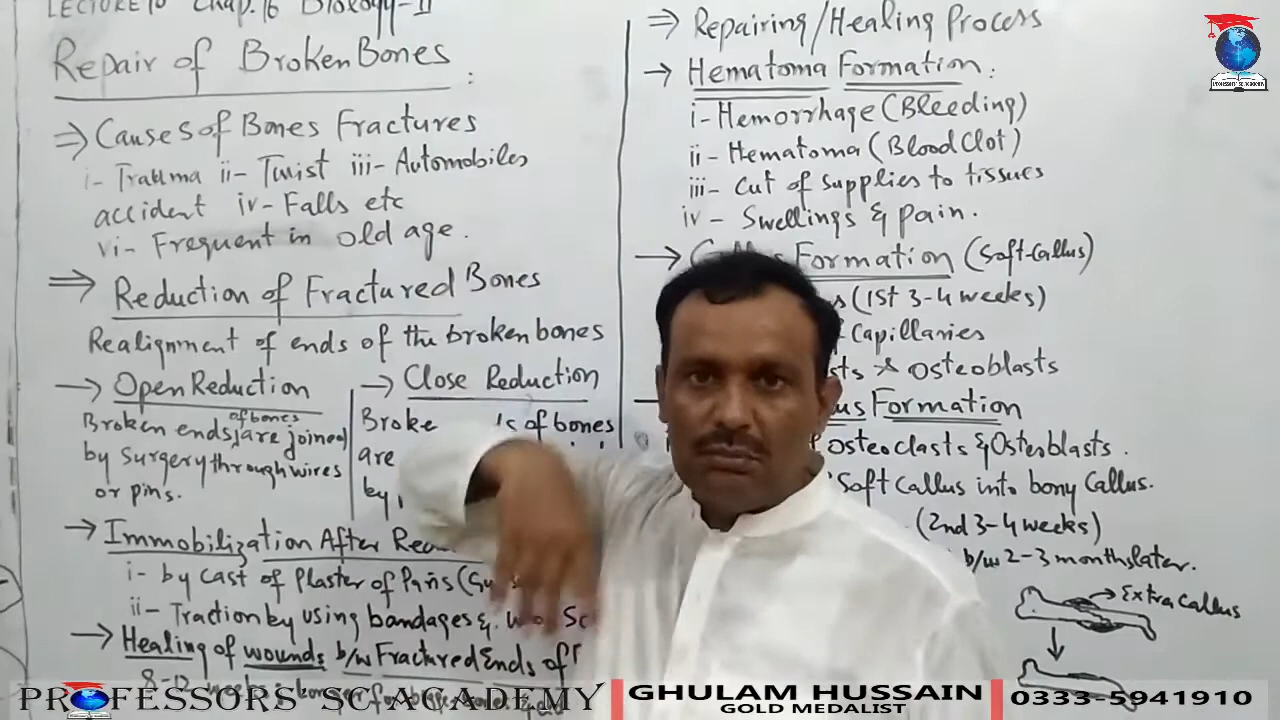 LECTURE 10 Chap.16 Biology-II
Repair of Broken Bones :
⇒ Causes of Bones Fractures
i- Trauma ii- Twist iii- Automobiles
accident iv- Falls etc
vi- Frequent in old age.
⇒ Reduction of Fractured Bones
Realignment of ends of the broken bones
→ Open Reduction
Broken ends of bones are joined
by surgery through wires
or pins.
→ Close Reduction
Broke of bones
are
by
→ Immobilization After
i- by cast of Plaster of Paris
ii- Traction by using bandages &
→ Healing of wounds b/w Fractured Ends of
⇒ Repairing/Healing Process
→ Hematoma Formation :
i- Hemorrhage (Bleeding)
ii- Hematoma (Blood Clot)
iii- Cut of supplies to tissues
iv- Swellings & pain.
→ Formation (Soft-Callus)
(1st 3-4 weeks)
Capillaries
& Osteoblasts
Formation
Osteoclasts & Osteoblasts.
Soft Callus into bony Callus.
(2nd 3-4 weeks)
b/w 2-3 months later.
→ Extra Callus
PROFESSORS' SC ACADEMY
GHULAM HUSSAIN
GOLD MEDALIST
0333-5941910